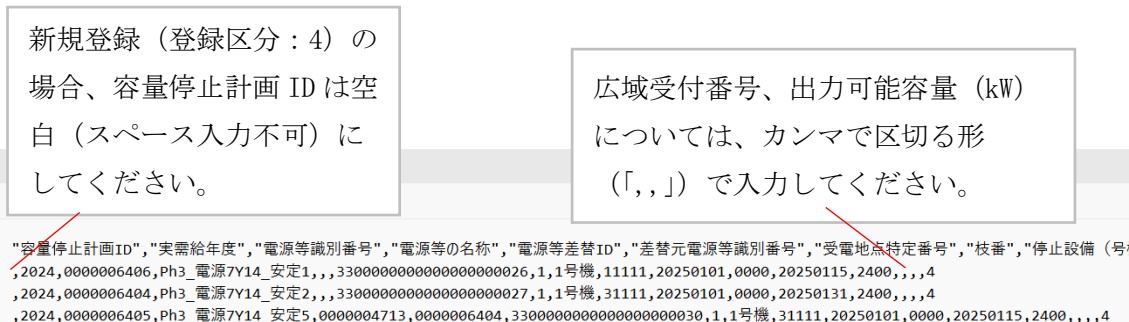 新規登録（登録区分：4）の
場合、容量停止計画 ID は空
白（スペース入力不可）に
してください。
広域受付番号、出力可能容量（kW）
については、カンマで区切る形
（「,,」）で入力してください。
"容量停止計画ID","実需給年度","電源等識別番号","電源等の名称","電源等差替ID","差替元電源等識別番号","受電地点特定番号","枝番","停止設備（号機
,2024,0000006406,Ph3_電源7Y14_安定1,,,3300000000000000000026,1,1号機,11111,20250101,0000,20250115,2400,,,,4
,2024,0000006404,Ph3_電源7Y14_安定2,,,3300000000000000000027,1,1号機,31111,20250101,0000,20250131,2400,,,,4
,2024,0000006405,Ph3_電源7Y14_安定5,0000004713,0000006404,3300000000000000000030,1,1号機,31111,20250101,0000,20250115,2400,,,,4